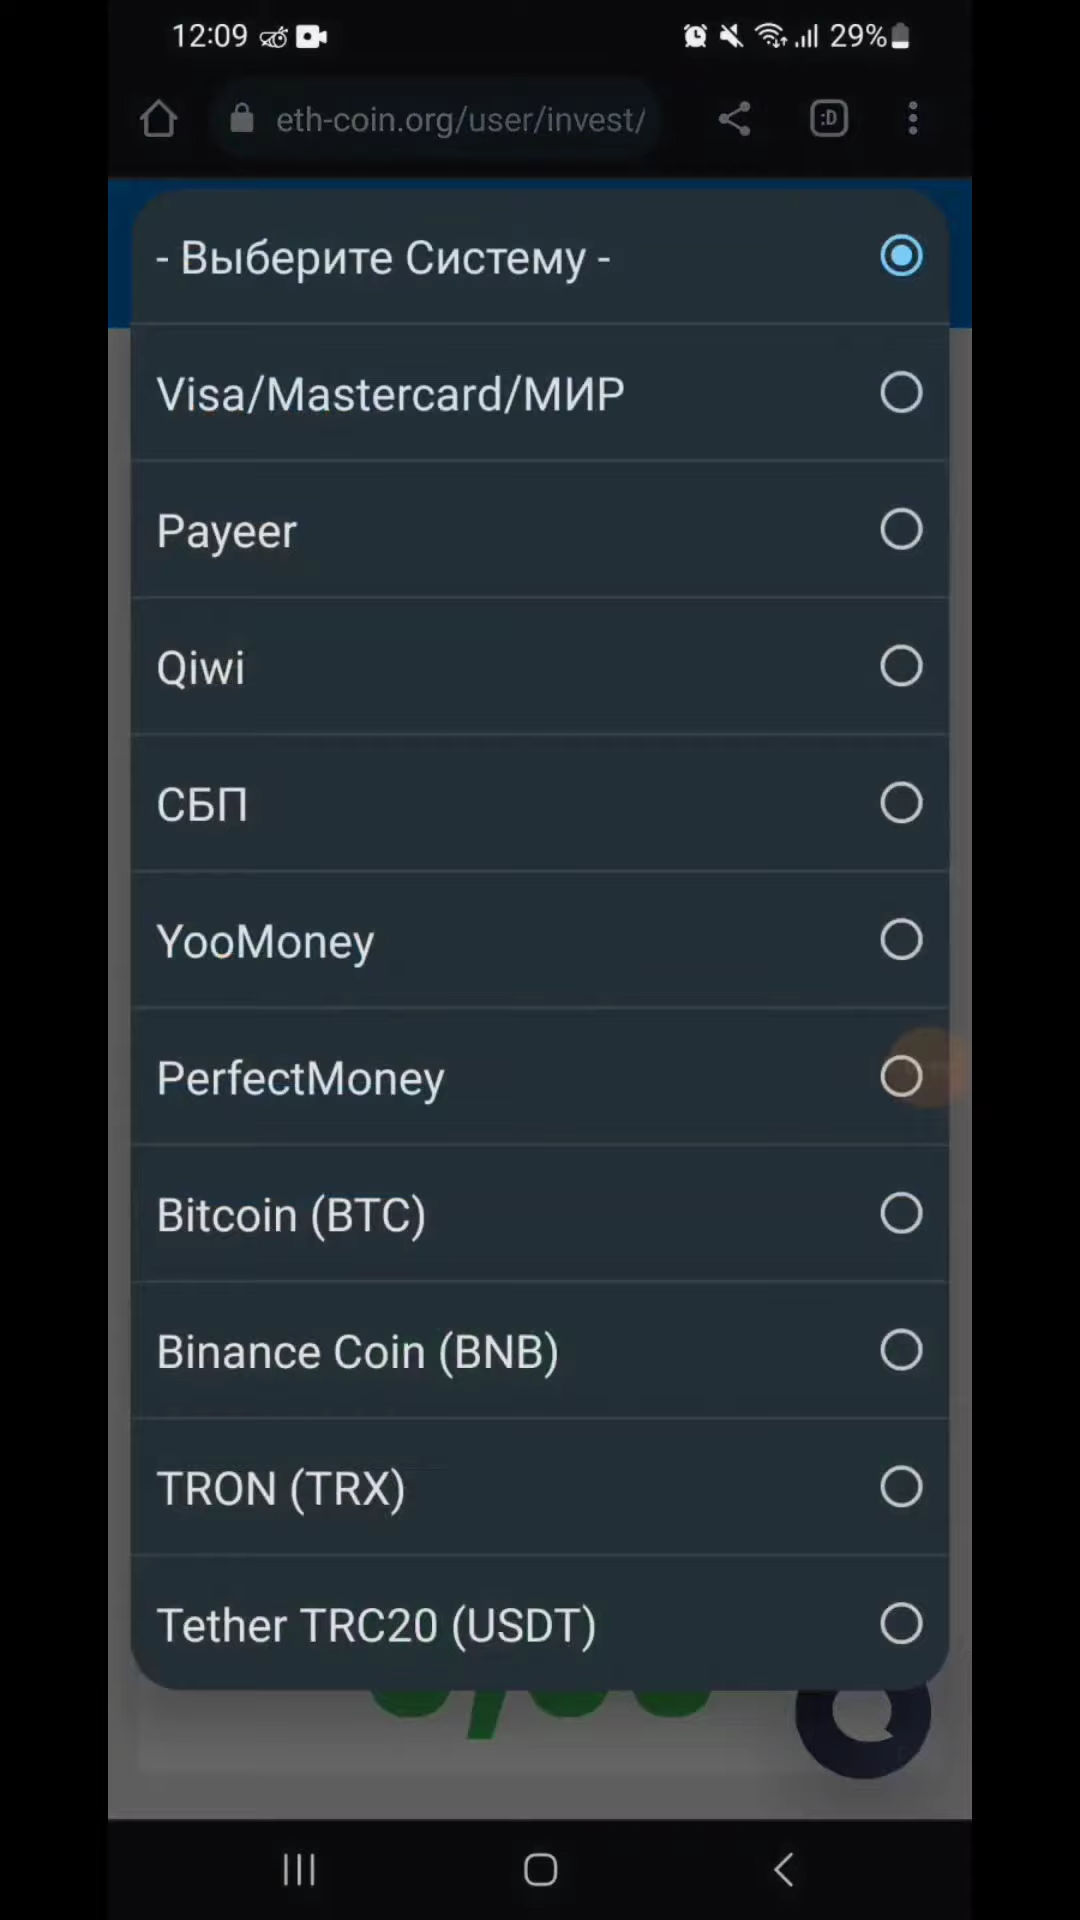 12:09
29%
eth-coin.org/user/invest/
:D
- Выберите Систему -
Visa/Mastercard/МИР
Payeer
Qiwi
СБП
YooMoney
PerfectMoney
Bitcoin (BTC)
Binance Coin (BNB)
TRON (TRX)
Tether TRC20 (USDT)